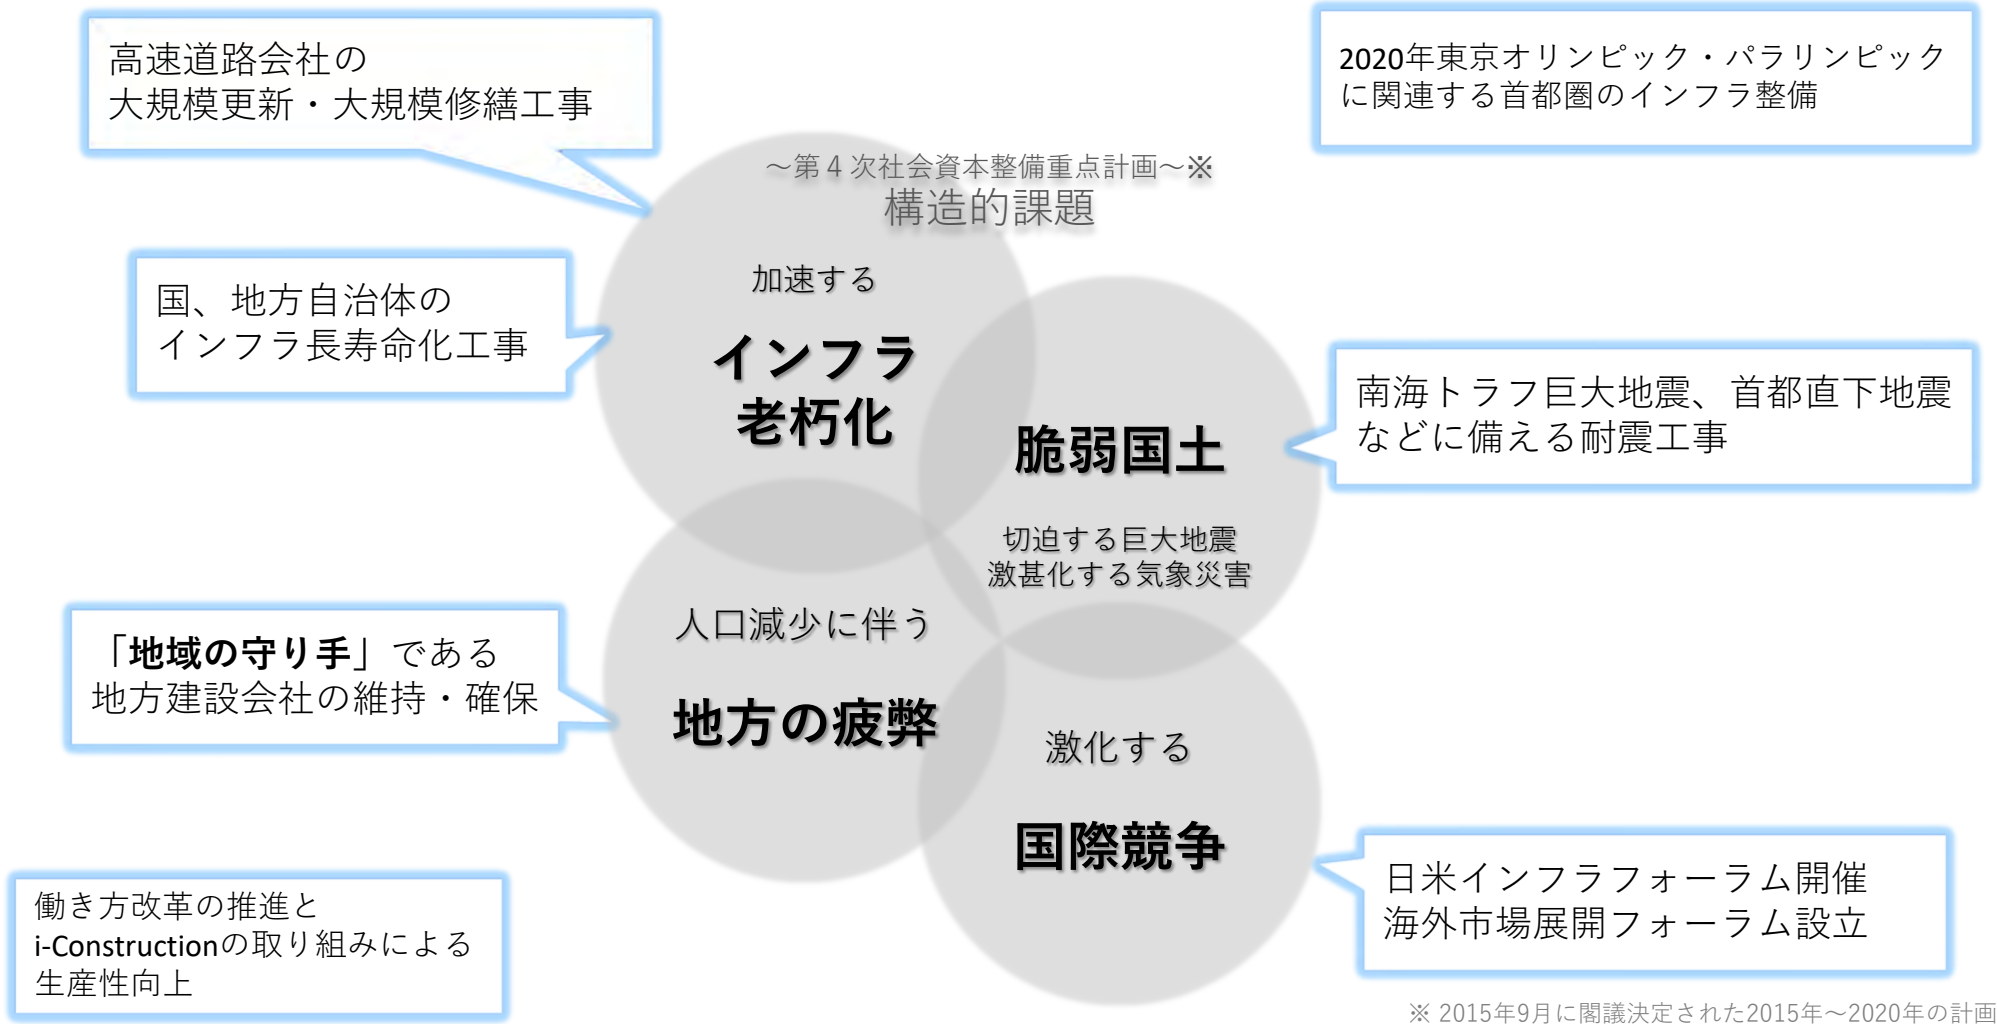 高速道路会社の
大規模更新・大規模修繕工事
2020年東京オリンピック・パラリンピック
に関連する首都圏のインフラ整備
～第４次社会資本整備重点計画～※
構造的課題
国、地方自治体の
インフラ長寿命化工事
加速する
インフラ
老朽化
南海トラフ巨大地震、首都直下地震
などに備える耐震工事
脆弱国土
切迫する巨大地震
激甚化する気象災害
「地域の守り手」である
地方建設会社の維持・確保
人口減少に伴う
地方の疲弊
激化する
国際競争
日米インフラフォーラム開催
海外市場展開フォーラム設立
働き方改革の推進と
i-Constructionの取り組みによる
生産性向上
※ 2015年9月に閣議決定された2015年～2020年の計画